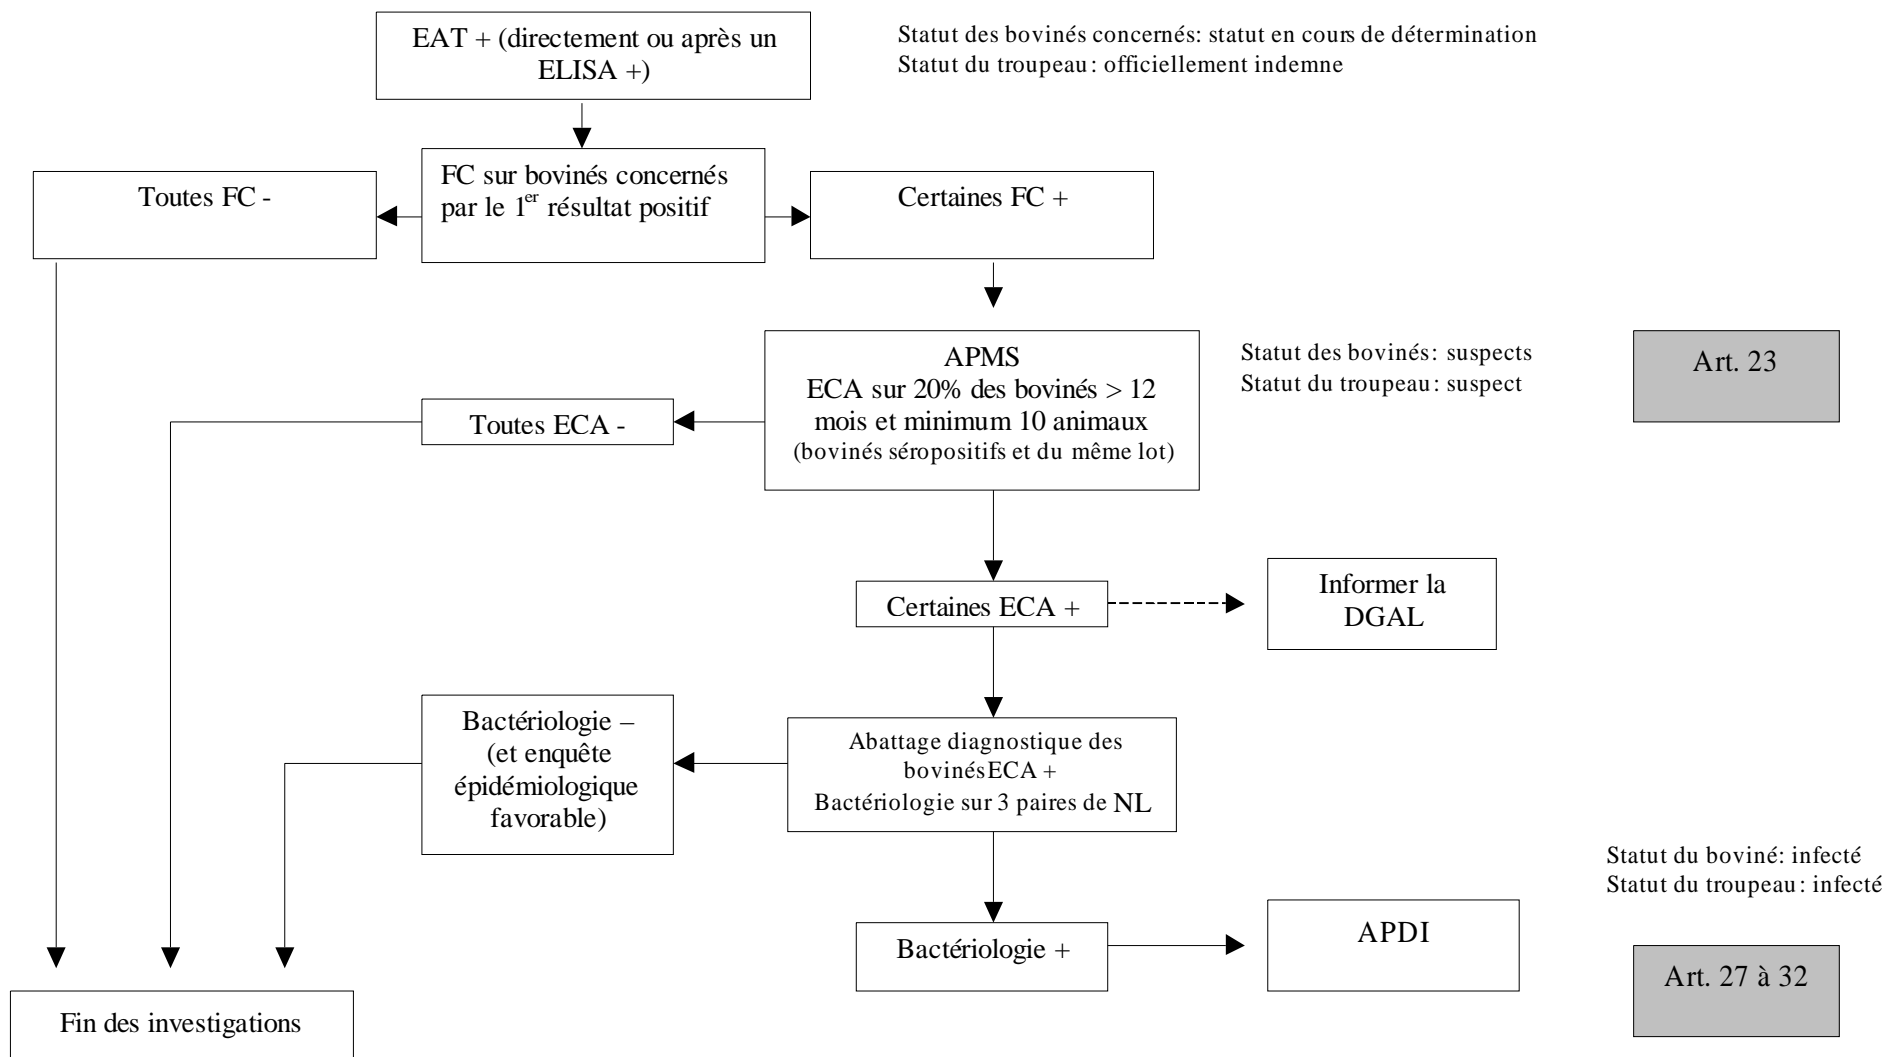 EAT + (directement ou après un
ELISA +)
Statut des bovinés concernés: statut en cours de détermination
Statut du troupeau : officiellement indemne
Toutes FC -
FC sur bovinés concernés
par le 1er résultat positif
Certaines FC +
APMS
ECA sur 20% des bovinés > 12
mois et minimum 10 animaux
(bovinés séropositifs et du même lot)
Statut des bovinés: suspects
Statut du troupeau : suspect
Art. 23
Toutes ECA -
Certaines ECA +
Informer la
DGAL
Bactériologie –
(et enquête
épidémiologique
favorable)
Abattage diagnostique des
bovinés ECA +
Bactériologie sur 3 paires de NL
Statut du boviné: infecté
Statut du troupeau : infecté
Bactériologie +
APDI
Art. 27 à 32
Fin des investigations